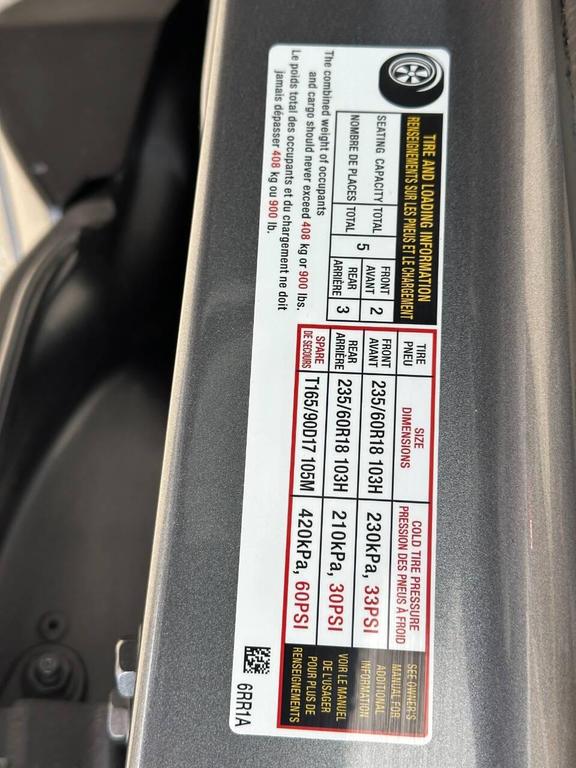 TIRE AND LOADING INFORMATION
RENSEIGNEMENTS SUR LES PNEUS ET LE CHARGEMENT
SEATING CAPACITY TOTAL
NOMBRE DE PLACES TOTAL
5
FRONT
AVANT
2
REAR
ARRIÈRE
3
The combined weight of occupants
and cargo should never exceed 408 kg or 900 lbs.
Le poids total des occupants et du chargement ne doit
jamais dépasser 408 kg ou 900 lb.
TIRE
PNEU
SIZE
DIMENSIONS
COLD TIRE PRESSURE
PRESSION DES PNEUS À FROID
FRONT
AVANT
235/60R18 103H
230kPa, 33PSI
REAR
ARRIÈRE
235/60R18 103H
210kPa, 30PSI
SPARE
DE SECOURS
T165/90D17 105M
420kPa, 60PSI
SEE OWNER'S
MANUAL FOR
ADDITIONAL
INFORMATION
VOIR LE MANUEL
DE L'USAGER
POUR PLUS DE
RENSEIGNEMENTS
6RR1A